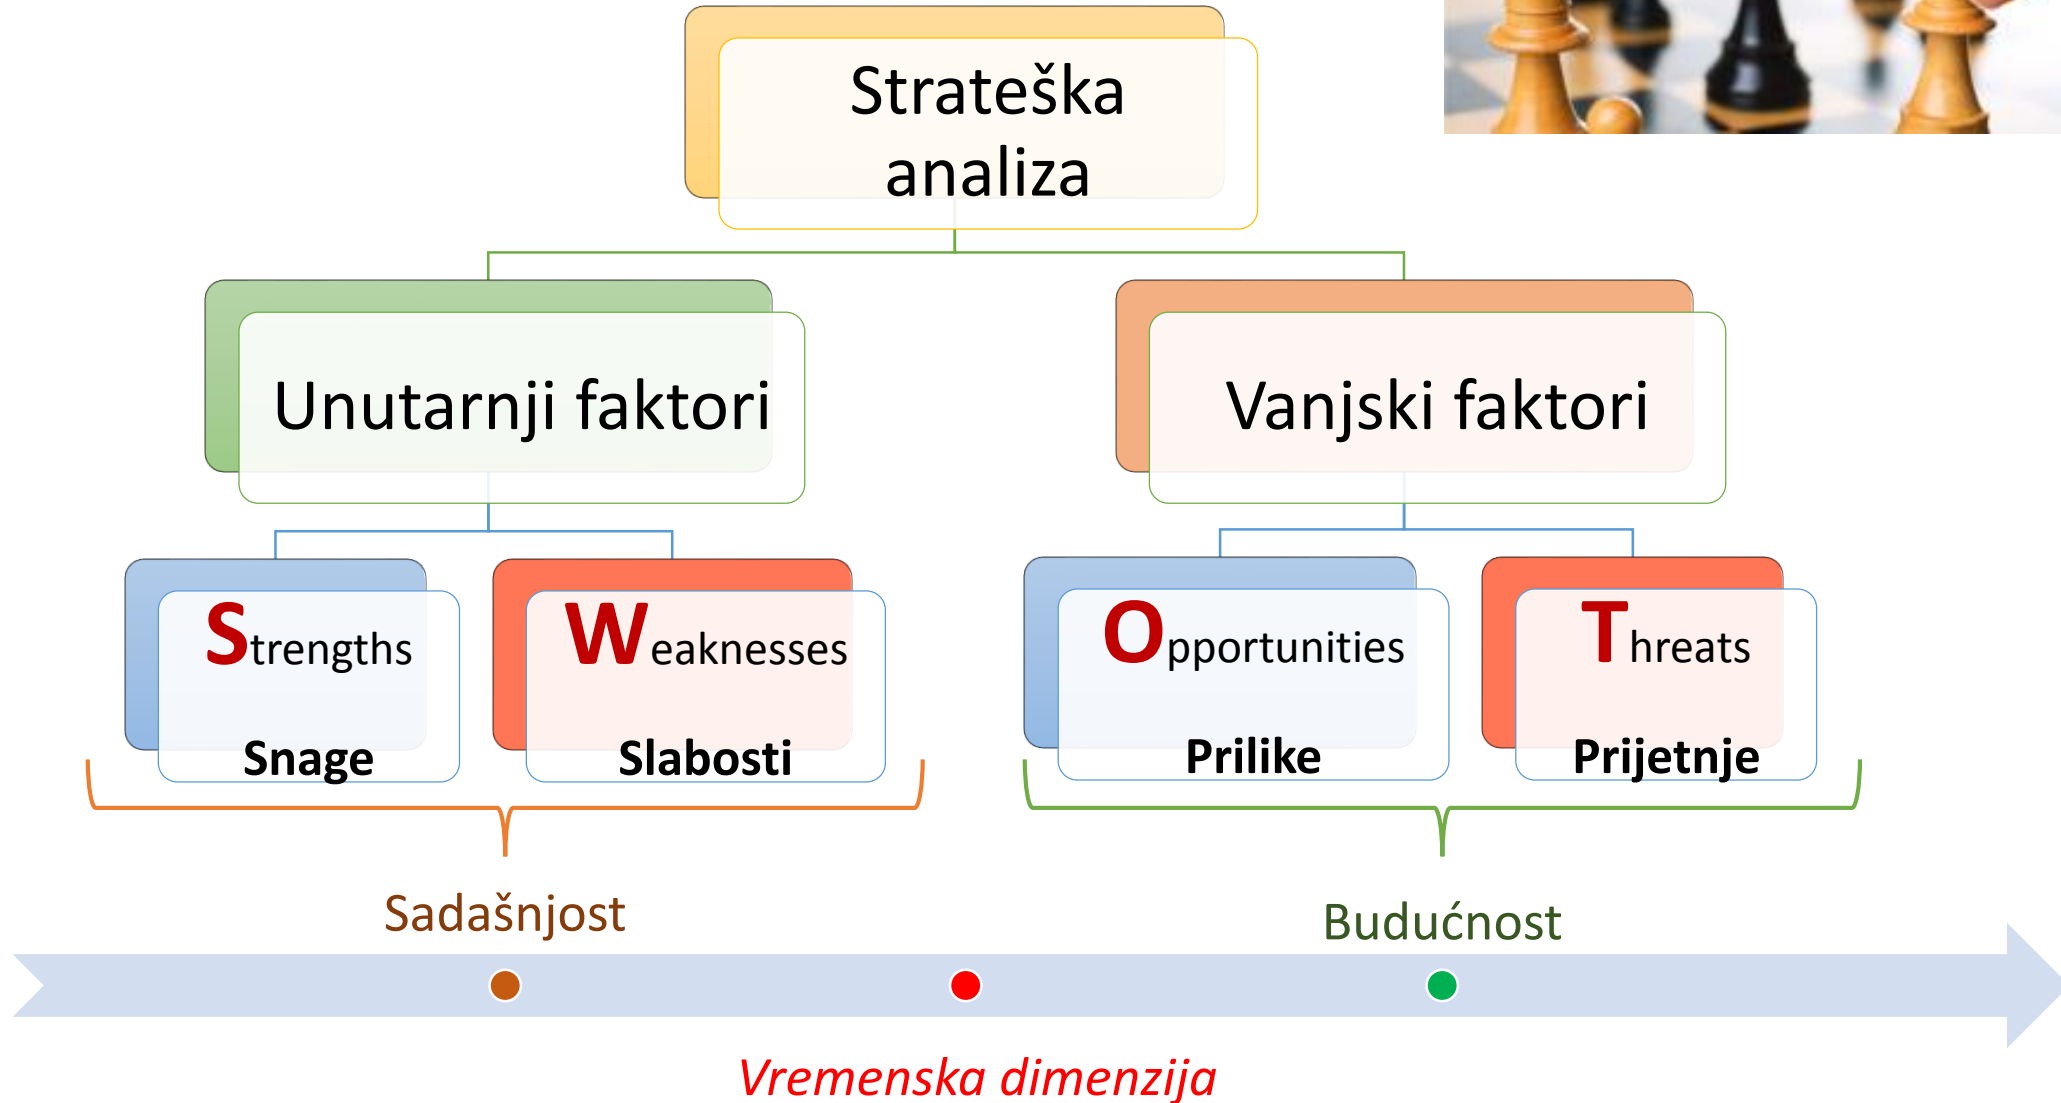 Strateška
analiza
Unutarnji faktori
Vanjski faktori
Strengths
Snage
Weaknesses
Slabosti
Opportunities
Prilike
Threats
Prijetnje
Sadašnjost
Budućnost
Vremenska dimenzija